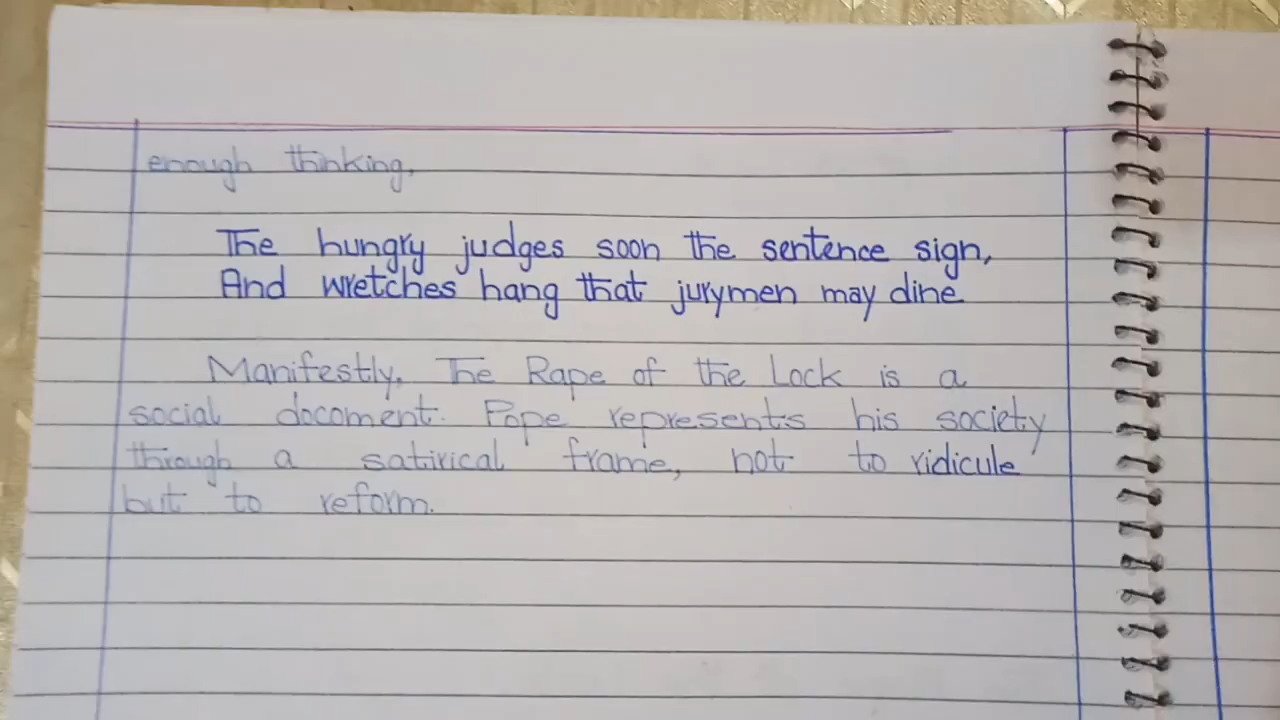 enough thinking,
The hungry judges soon the sentence sign,
And wretches hang that jurymen may dine
Manifestly, The Rape of the Lock is a
social docoment. Pope represents his society
through a satirical frame, not to ridicule
but to reform.